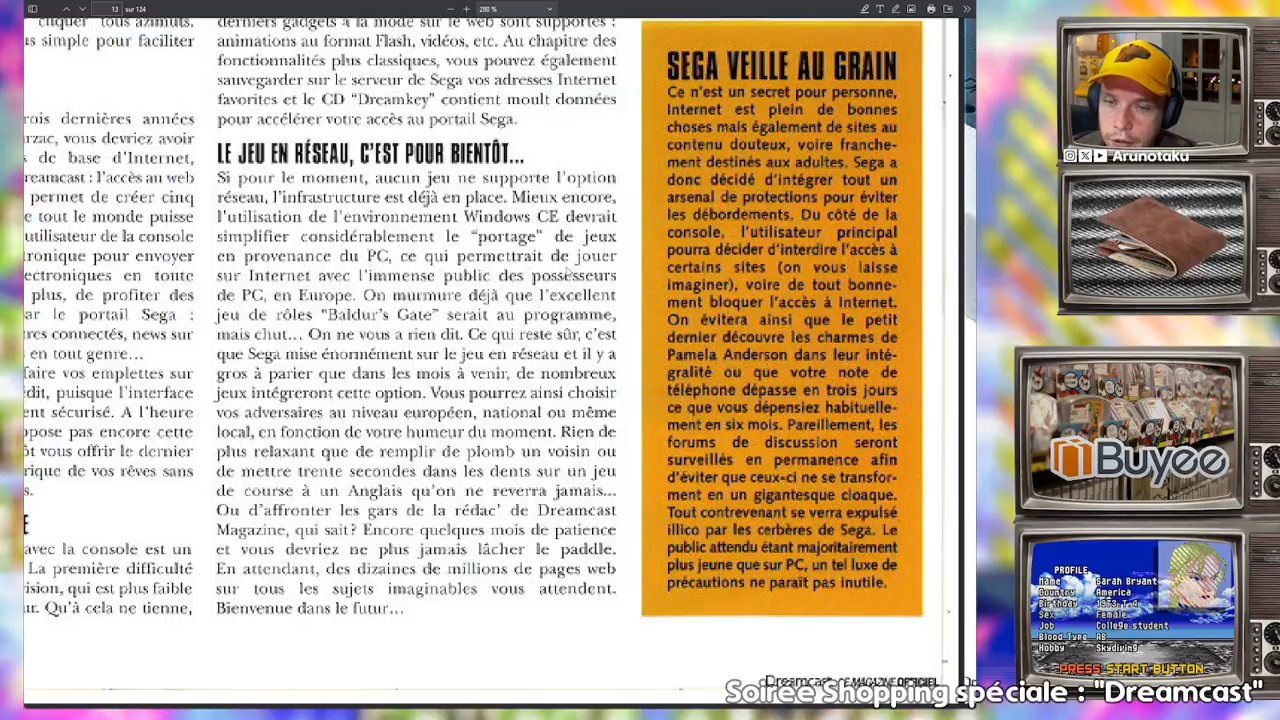 13 sur 124
280 %
cliquer tous azimuts,
us simple pour faciliter
rois dernières années
arzac, vous devriez avoir
s de base d'Internet,
reamcast : l'accès au web
permet de créer cinq
e tout le monde puisse
utilisateur de la console
tronique pour envoyer
ectroniques en toute
plus, de profiter des
ar le portail Sega :
tres connectés, news sur
en tout genre...
faire vos emplettes sur
édit, puisque l'interface
ent sécurisé. A l'heure
opose pas encore cette
ôt vous offrir le dernier
rique de vos rêves sans
s.
E
avec la console est un
La première difficulté
ision, qui est plus faible
ur. Qu'à cela ne tienne,
derniers gadgets à la mode sur le web sont supportés :
animations au format Flash, vidéos, etc. Au chapitre des
fonctionnalités plus classiques, vous pouvez également
sauvegarder sur le serveur de Sega vos adresses Internet
favorites et le CD “Dreamkey” contient moult données
pour accélérer votre accès au portail Sega.
LE JEU EN RÉSEAU, C'EST POUR BIENTÔT...
Si pour le moment, aucun jeu ne supporte l'option
réseau, l'infrastructure est déjà en place. Mieux encore,
l'utilisation de l'environnement Windows CE devrait
simplifier considérablement le “portage” de jeux
en provenance du PC, ce qui permettrait de jouer
sur Internet avec l'immense public des possesseurs
de PC, en Europe. On murmure déjà que l'excellent
jeu de rôles "Baldur's Gate” serait au programme,
mais chut... On ne vous a rien dit. Ce qui reste sûr, c'est
que Sega mise énormément sur le jeu en réseau et il y a
gros à parier que dans les mois à venir, de nombreux
jeux intégreront cette option. Vous pourrez ainsi choisir
vos adversaires au niveau européen, national ou même
local, en fonction de votre humeur du moment. Rien de
plus relaxant que de remplir de plomb un voisin ou
de mettre trente secondes dans les dents sur un jeu
de course à un Anglais qu'on ne reverra jamais...
Ou d'affronter les gars de la rédac' de Dreamcast
Magazine, qui sait? Encore quelques mois de patience
et vous devriez ne plus jamais lâcher le paddle.
En attendant, des dizaines de millions de pages web
sur tous les sujets imaginables vous attendent.
Bienvenue dans le futur...
SEGA VEILLE AU GRAIN
Ce n'est un secret pour personne,
Internet est plein de bonnes
choses mais également de sites au
contenu douteux, voire franche-
ment destinés aux adultes. Sega a
donc décidé d'intégrer tout un
arsenal de protections pour éviter
les débordements. Du côté de la
console, l'utilisateur principal
pourra décider d'interdire l'accès à
certains sites (on vous laisse
imaginer), voire de tout bonne-
ment bloquer l'accès à Internet.
On évitera ainsi que le petit
dernier découvre les charmes de
Pamela Anderson dans leur inté-
gralité ou que votre note de
téléphone dépasse en trois jours
ce que vous dépensiez habituelle-
ment en six mois. Pareillement, les
forums de discussion seront
surveillés en permanence afin
d'éviter que ceux-ci ne se transfor-
ment en un gigantesque cloaque.
Tout contrevenant se verra expulsé
illico par les cerbères de Sega. Le
public attendu étant majoritairement
plus jeune que sur PC, un tel luxe de
précautions ne paraît pas inutile.
Dreamcast LE MAGAZINE OFFICIEL
Arunotaku
Buyee
PROFILE
Name Sarah Bryant
Country America
Birthday 1973.7.4
Sex Female
Job College student
Blood Type AB
Hobby Skydiving
PRESS START BUTTON
Soirée Shopping spéciale : "Dreamcast"